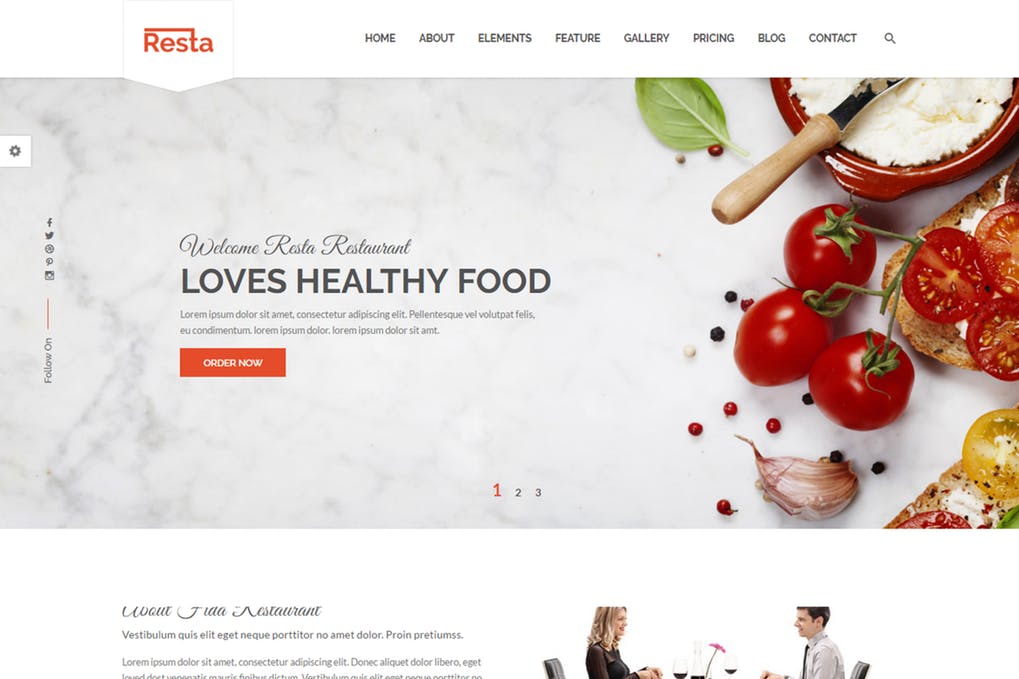 Resta
HOME ABOUT ELEMENTS FEATURE GALLERY PRICING BLOG CONTACT
Welcome Resta Restaurant
LOVES HEALTHY FOOD
Lorem ipsum dolor sit amet, consectetur adipiscing elit. Pellentesque vel volutpat felis,
eu condimentum. lorem ipsum dolor. lorem ipsum dolor sit amt.
ORDER NOW
Follow On
1 2 3
About Fida Restaurant
Vestibulum quis elit eget neque porttitor no amet dolor. Proin pretiumss.
Lorem ipsum dolor sit amet, consectetur adipiscing elit. Donec aliquet dolor libero, eget
loved dort venenatis mauris finibus dictum. Vestibulum quis elit eget neque porttitor no